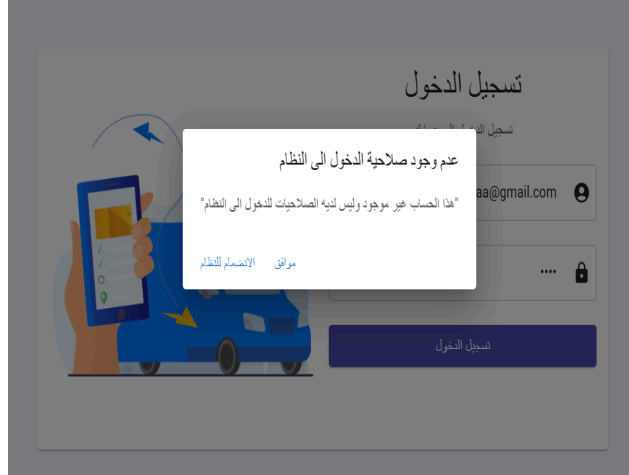 تسجيل الدخول
تسجيل
عدم وجود صلاحية الدخول الى النظام
"هذا الحساب غير موجود وليس لديه الصلاحيات للدخول الى النظام"
موافق
الانضمام للنظام
aa@gmail.com
تسجيل الدخول